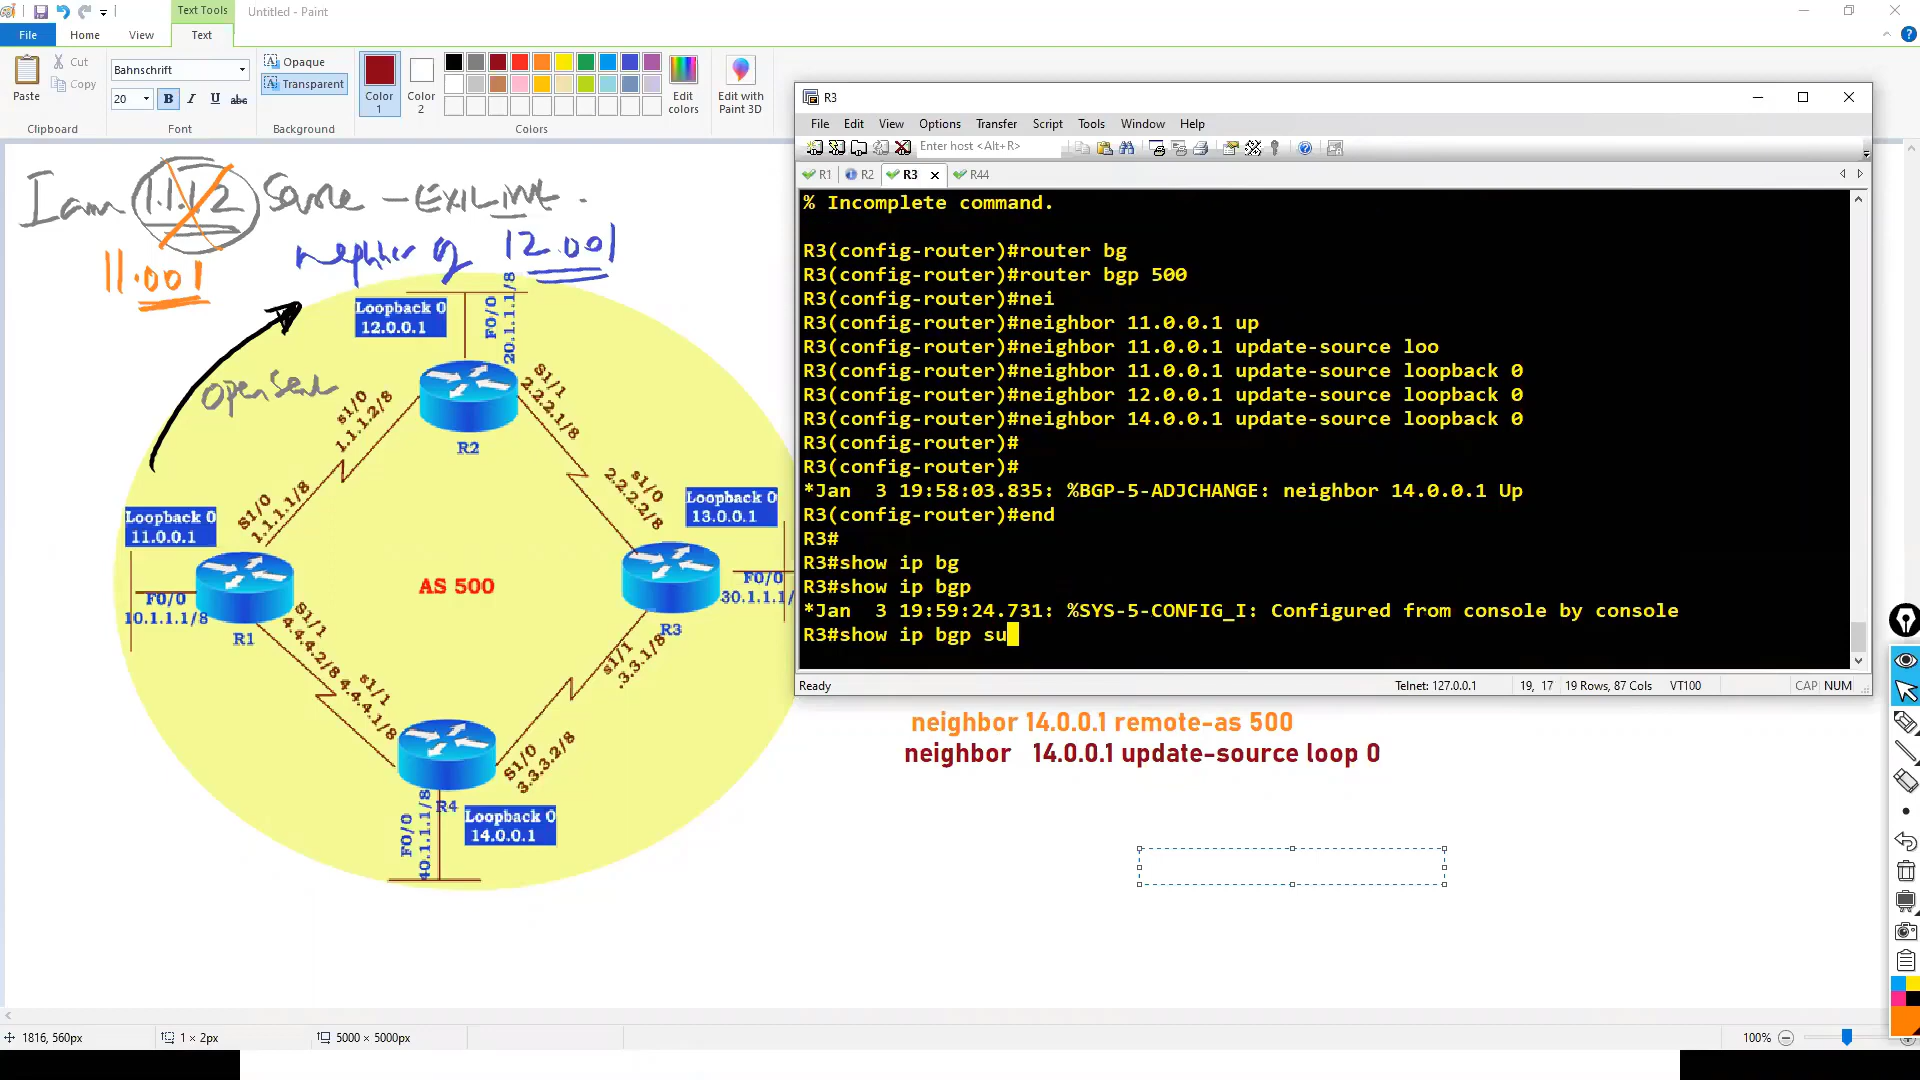 Text Tools
Untitled - Paint
File Home View Text
Paste
Cut
Copy
Clipboard
Bahnschrift
20 B I U abc
Font
Opaque
Transparent
Background
Color 1
Color 2
Edit colors
Colors
Edit with Paint 3D
I am 1.1.1.2 Same - EXILInt.
11.001
12.001
Open Sent
Loopback 0
12.0.0.1
F0/0
20.1.1.1/8
S1/0
1.1.1.2/8
S1/1
2.2.2.1/8
R2
S1/0
1.1.1.1/8
s1/0
2.2.2.2/8
Loopback 0
11.0.0.1
Loopback 0
13.0.0.1
F0/0
10.1.1.1/8
R1
AS 500
F0/0
30.1.1.1/
R3
S1/1
4.4.4.2/8
s1/1
4.4.4.1/8
s1/1
.3.3.1/8
S1/0
3.3.3.2/8
R4
F0/0
40.1.1.1/8
Loopback 0
14.0.0.1
R3
File Edit View Options Transfer Script Tools Window Help
Enter host <Alt+R>
R1 R2 R3 R44
% Incomplete command.
R3(config-router)#router bg
R3(config-router)#router bgp 500
R3(config-router)#nei
R3(config-router)#neighbor 11.0.0.1 up
R3(config-router)#neighbor 11.0.0.1 update-source loo
R3(config-router)#neighbor 11.0.0.1 update-source loopback 0
R3(config-router)#neighbor 12.0.0.1 update-source loopback 0
R3(config-router)#neighbor 14.0.0.1 update-source loopback 0
R3(config-router)#
R3(config-router)#
*Jan  3 19:58:03.835: %BGP-5-ADJCHANGE: neighbor 14.0.0.1 Up
R3(config-router)#end
R3#
R3#show ip bg
R3#show ip bgp
*Jan  3 19:59:24.731: %SYS-5-CONFIG_I: Configured from console by console
R3#show ip bgp su
Ready Telnet: 127.0.0.1 19, 17 19 Rows, 87 Cols VT100 CAP NUM
neighbor 14.0.0.1 remote-as 500
neighbor 14.0.0.1 update-source loop 0
1816, 560px 1 × 2px 5000 × 5000px 100%